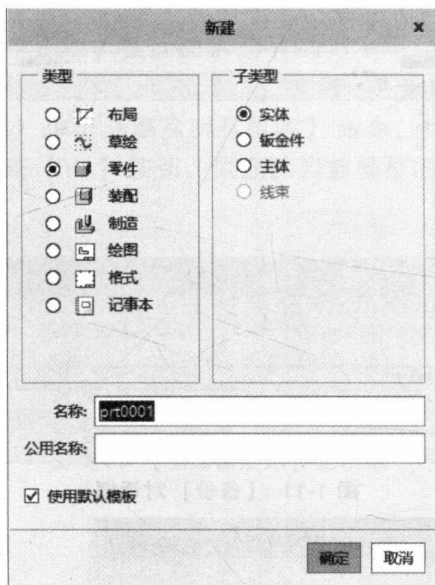 新建
x
类型
布局
草绘
零件
装配
制造
绘图
格式
记事本
子类型
实体
钣金件
主体
线束
名称: prt0001
公用名称:
使用默认模板
确定
取消